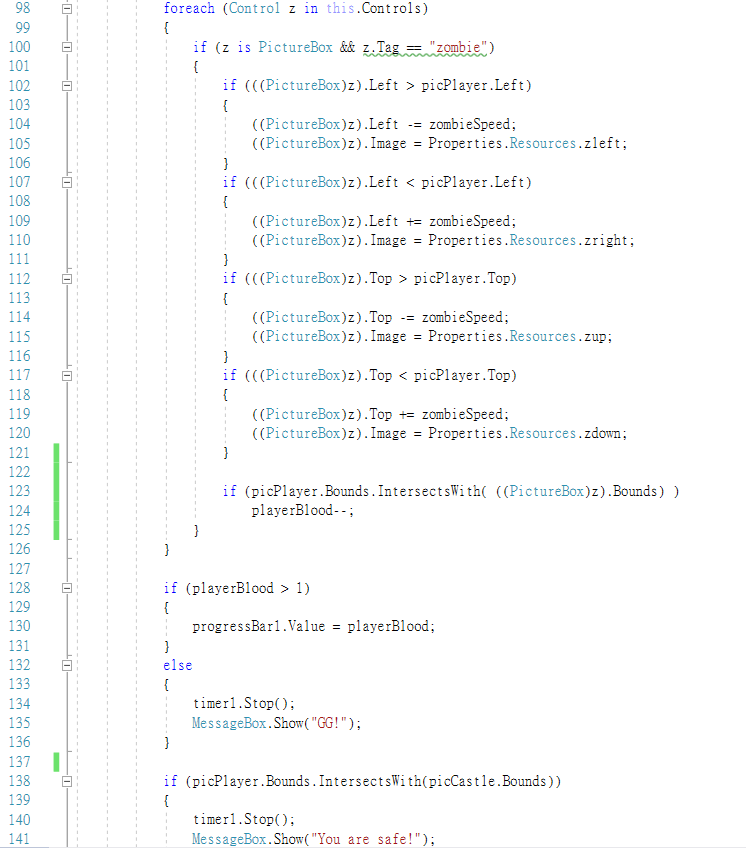 98 foreach (Control z in this.Controls)
99 {
100 if (z is PictureBox && z.Tag == "zombie")
101 {
102 if (((PictureBox)z).Left > picPlayer.Left)
103 {
104 ((PictureBox)z).Left -= zombieSpeed;
105 ((PictureBox)z).Image = Properties.Resources.zleft;
106 }
107 if (((PictureBox)z).Left < picPlayer.Left)
108 {
109 ((PictureBox)z).Left += zombieSpeed;
110 ((PictureBox)z).Image = Properties.Resources.zright;
111 }
112 if (((PictureBox)z).Top > picPlayer.Top)
113 {
114 ((PictureBox)z).Top -= zombieSpeed;
115 ((PictureBox)z).Image = Properties.Resources.zup;
116 }
117 if (((PictureBox)z).Top < picPlayer.Top)
118 {
119 ((PictureBox)z).Top += zombieSpeed;
120 ((PictureBox)z).Image = Properties.Resources.zdown;
121 }
122
123 if (picPlayer.Bounds.IntersectsWith( ((PictureBox)z).Bounds) )
124 playerBlood--;
125 }
126 }
127
128 if (playerBlood > 1)
129 {
130 progressBar1.Value = playerBlood;
131 }
132 else
133 {
134 timer1.Stop();
135 MessageBox.Show("GG!");
136 }
137
138 if (picPlayer.Bounds.IntersectsWith(picCastle.Bounds))
139 {
140 timer1.Stop();
141 MessageBox.Show("You are safe!");